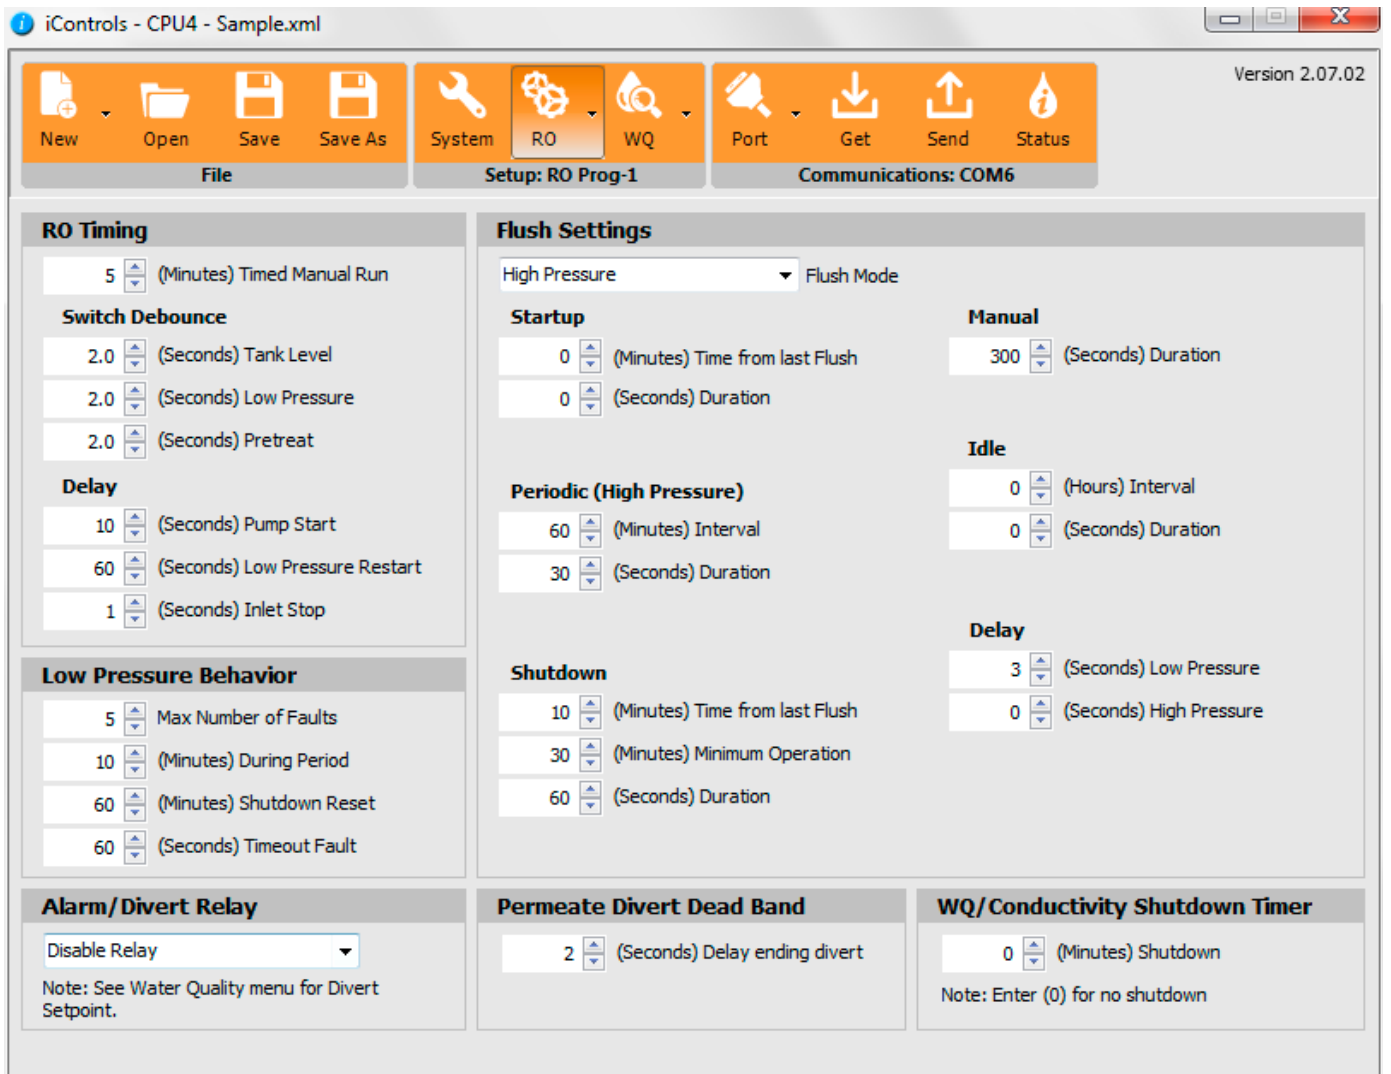 iControls - CPU4 - Sample.xml
Version 2.07.02
New Open Save Save As System RO WQ Port Get Send Status
File Setup: RO Prog-1 Communications: COM6
RO Timing
5 (Minutes) Timed Manual Run
Switch Debounce
2.0 (Seconds) Tank Level
2.0 (Seconds) Low Pressure
2.0 (Seconds) Pretreat
Delay
10 (Seconds) Pump Start
60 (Seconds) Low Pressure Restart
1 (Seconds) Inlet Stop
Low Pressure Behavior
5 Max Number of Faults
10 (Minutes) During Period
60 (Minutes) Shutdown Reset
60 (Seconds) Timeout Fault
Flush Settings
High Pressure Flush Mode
Startup
0 (Minutes) Time from last Flush
0 (Seconds) Duration
Periodic (High Pressure)
60 (Minutes) Interval
30 (Seconds) Duration
Shutdown
10 (Minutes) Time from last Flush
30 (Minutes) Minimum Operation
60 (Seconds) Duration
Manual
300 (Seconds) Duration
Idle
0 (Hours) Interval
0 (Seconds) Duration
Delay
3 (Seconds) Low Pressure
0 (Seconds) High Pressure
Alarm/Divert Relay
Disable Relay
Note: See Water Quality menu for Divert
Setpoint.
Permeate Divert Dead Band
2 (Seconds) Delay ending divert
WQ/Conductivity Shutdown Timer
0 (Minutes) Shutdown
Note: Enter (0) for no shutdown